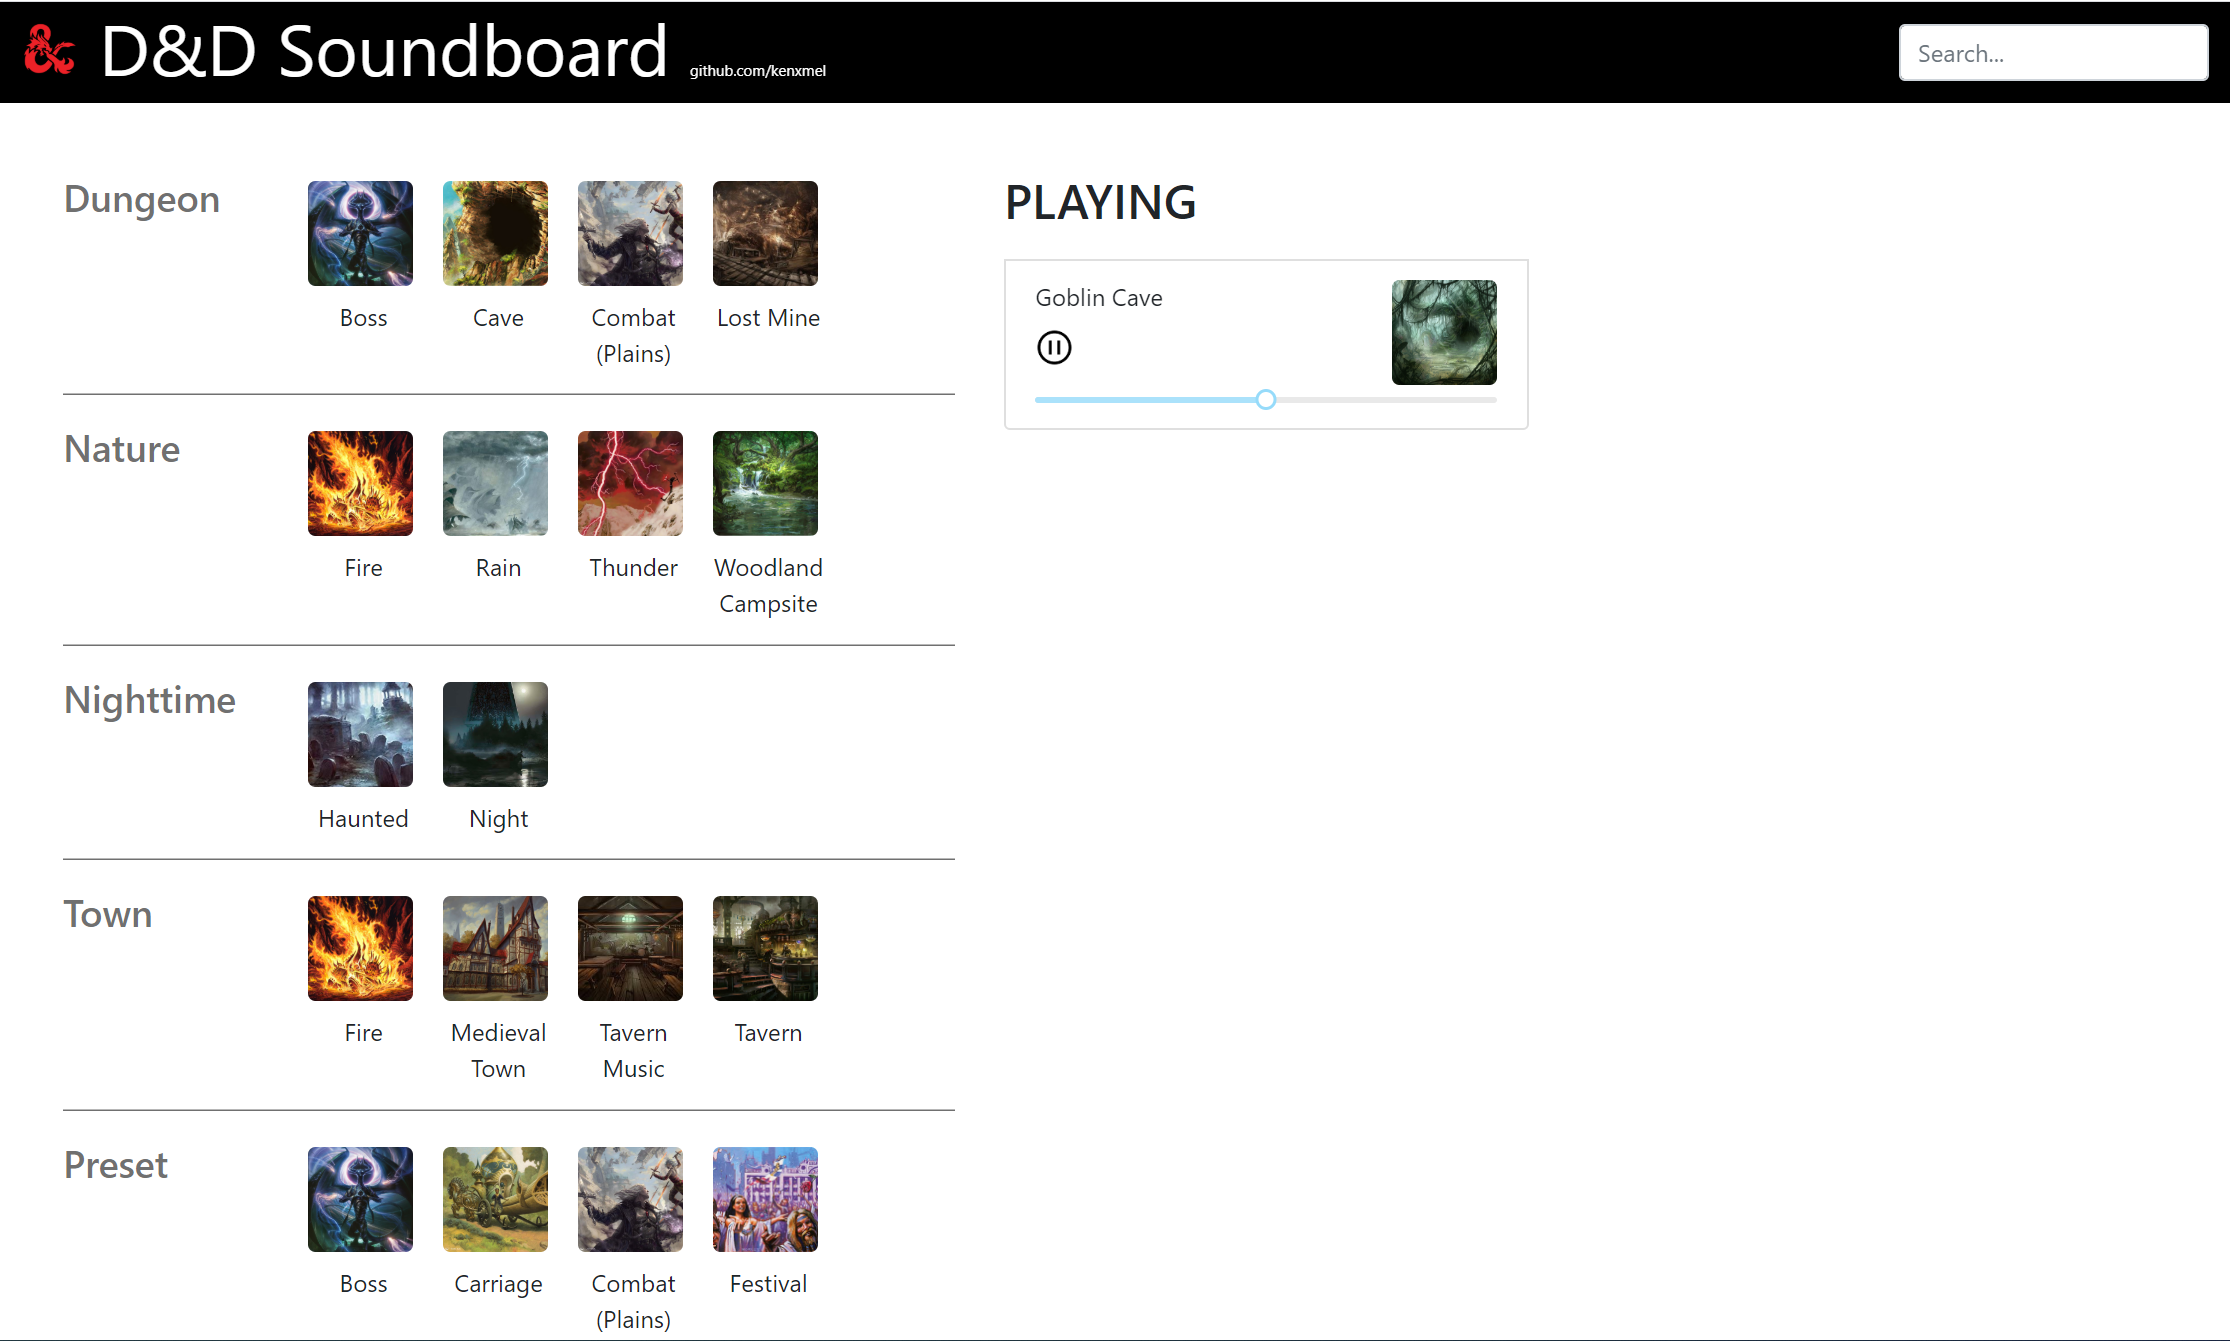 D&D Soundboard github.com/kenxmel
Search...
Dungeon
Boss
Cave
Combat
(Plains)
Lost Mine
Nature
Fire
Rain
Thunder
Woodland
Campsite
Nighttime
Haunted
Night
Town
Fire
Medieval
Town
Tavern
Music
Tavern
Preset
Boss
Carriage
Combat
(Plains)
Festival
PLAYING
Goblin Cave